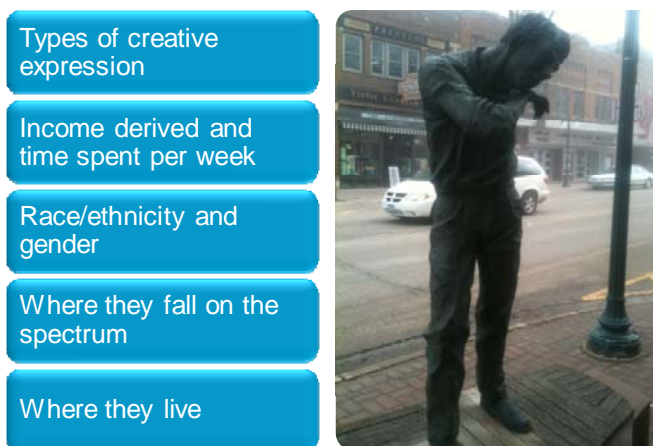 Types of creative
expression
Income derived and
time spent per week
Race/ethnicity and
gender
Where they fall on the
spectrum
Where they live